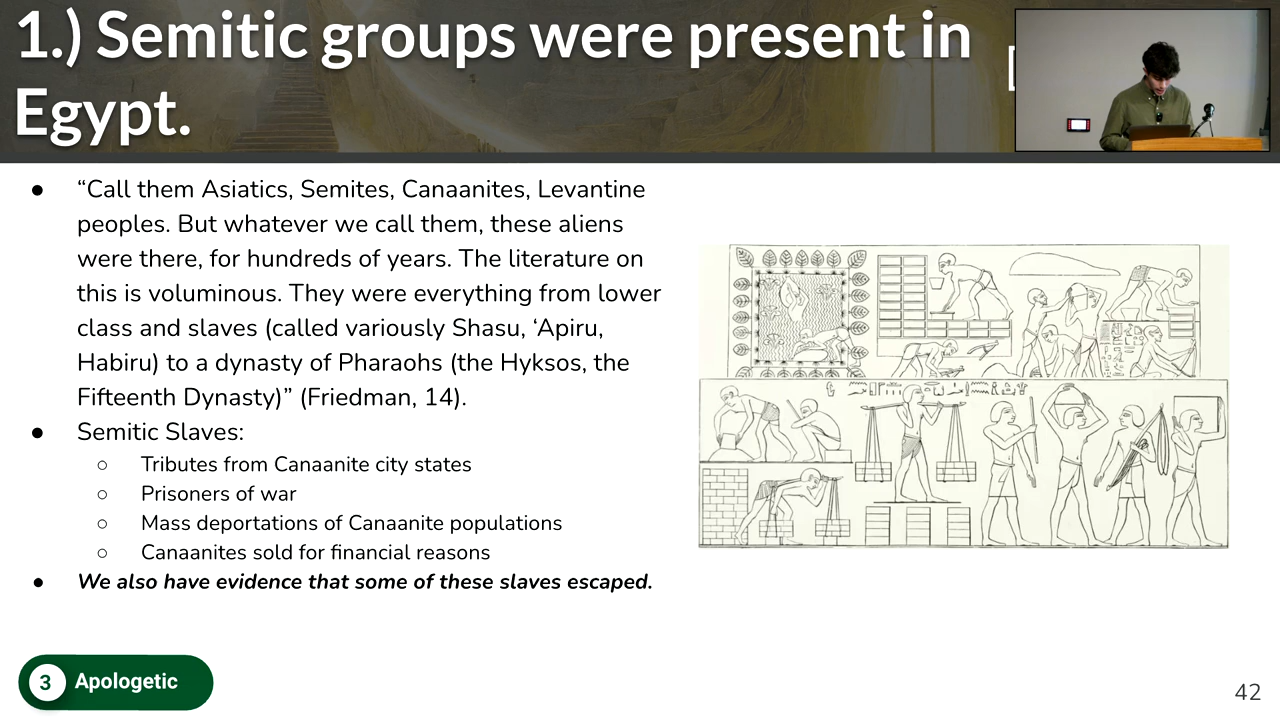 1.) Semitic groups were present in
Egypt.
● “Call them Asiatics, Semites, Canaanites, Levantine
peoples. But whatever we call them, these aliens
were there, for hundreds of years. The literature on
this is voluminous. They were everything from lower
class and slaves (called variously Shasu, ‘Apiru,
Habiru) to a dynasty of Pharaohs (the Hyksos, the
Fifteenth Dynasty)” (Friedman, 14).
● Semitic Slaves:
○ Tributes from Canaanite city states
○ Prisoners of war
○ Mass deportations of Canaanite populations
○ Canaanites sold for financial reasons
● We also have evidence that some of these slaves escaped.
3 Apologetic
42